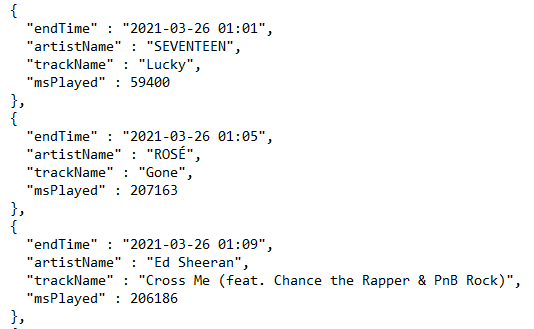 {
"endTime" : "2021-03-26 01:01",
"artistName" : "SEVENTEEN",
"trackName" : "Lucky",
"msPlayed" : 59400
},
{
"endTime" : "2021-03-26 01:05",
"artistName" : "ROSÉ",
"trackName" : "Gone",
"msPlayed" : 207163
},
{
"endTime" : "2021-03-26 01:09",
"artistName" : "Ed Sheeran",
"trackName" : "Cross Me (feat. Chance the Rapper & PnB Rock)",
"msPlayed" : 206186
},